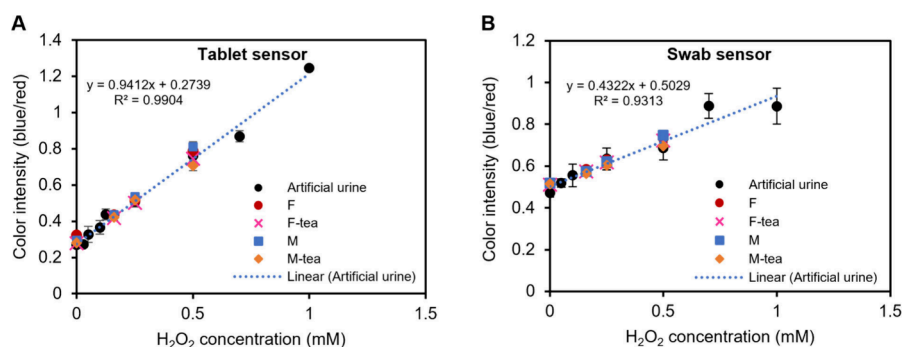 A
Tablet sensor
y = 0.9412x + 0.2739
R² = 0.9904
Color intensity (blue/red)
1.4
1.2
1
0.8
0.6
0.4
0.2
0
Artificial urine
F
F-tea
M
M-tea
Linear (Artificial urine)
0 0.5 1 1.5
H₂O₂ concentration (mM)
B
Swab sensor
y = 0.4322x + 0.5029
R² = 0.9313
Color intensity (blue/red)
1.2
1
0.8
0.6
0.4
0.2
0
Artificial urine
F
F-tea
M
M-tea
Linear (Artificial urine)
0 0.5 1 1.5
H₂O₂ concentration (mM)